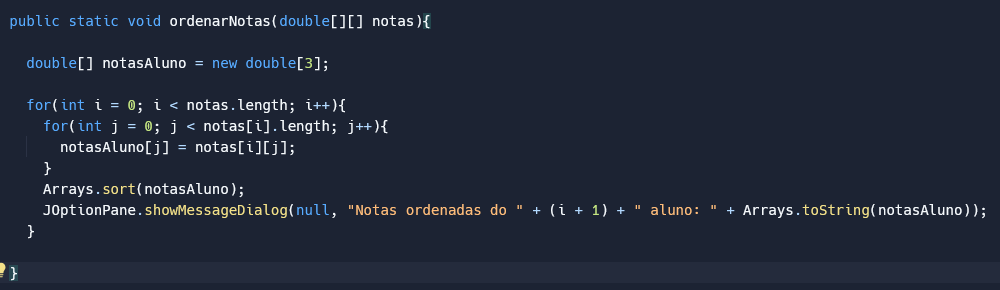 public static void ordenarNotas(double[][] notas){
double[] notasAluno = new double[3];
for(int i = 0; i < notas.length; i++){
for(int j = 0; j < notas[i].length; j++){
notasAluno[j] = notas[i][j];
}
Arrays.sort(notasAluno);
JOptionPane.showMessageDialog(null, "Notas ordenadas do " + (i + 1) + " aluno: " + Arrays.toString(notasAluno));
}
}